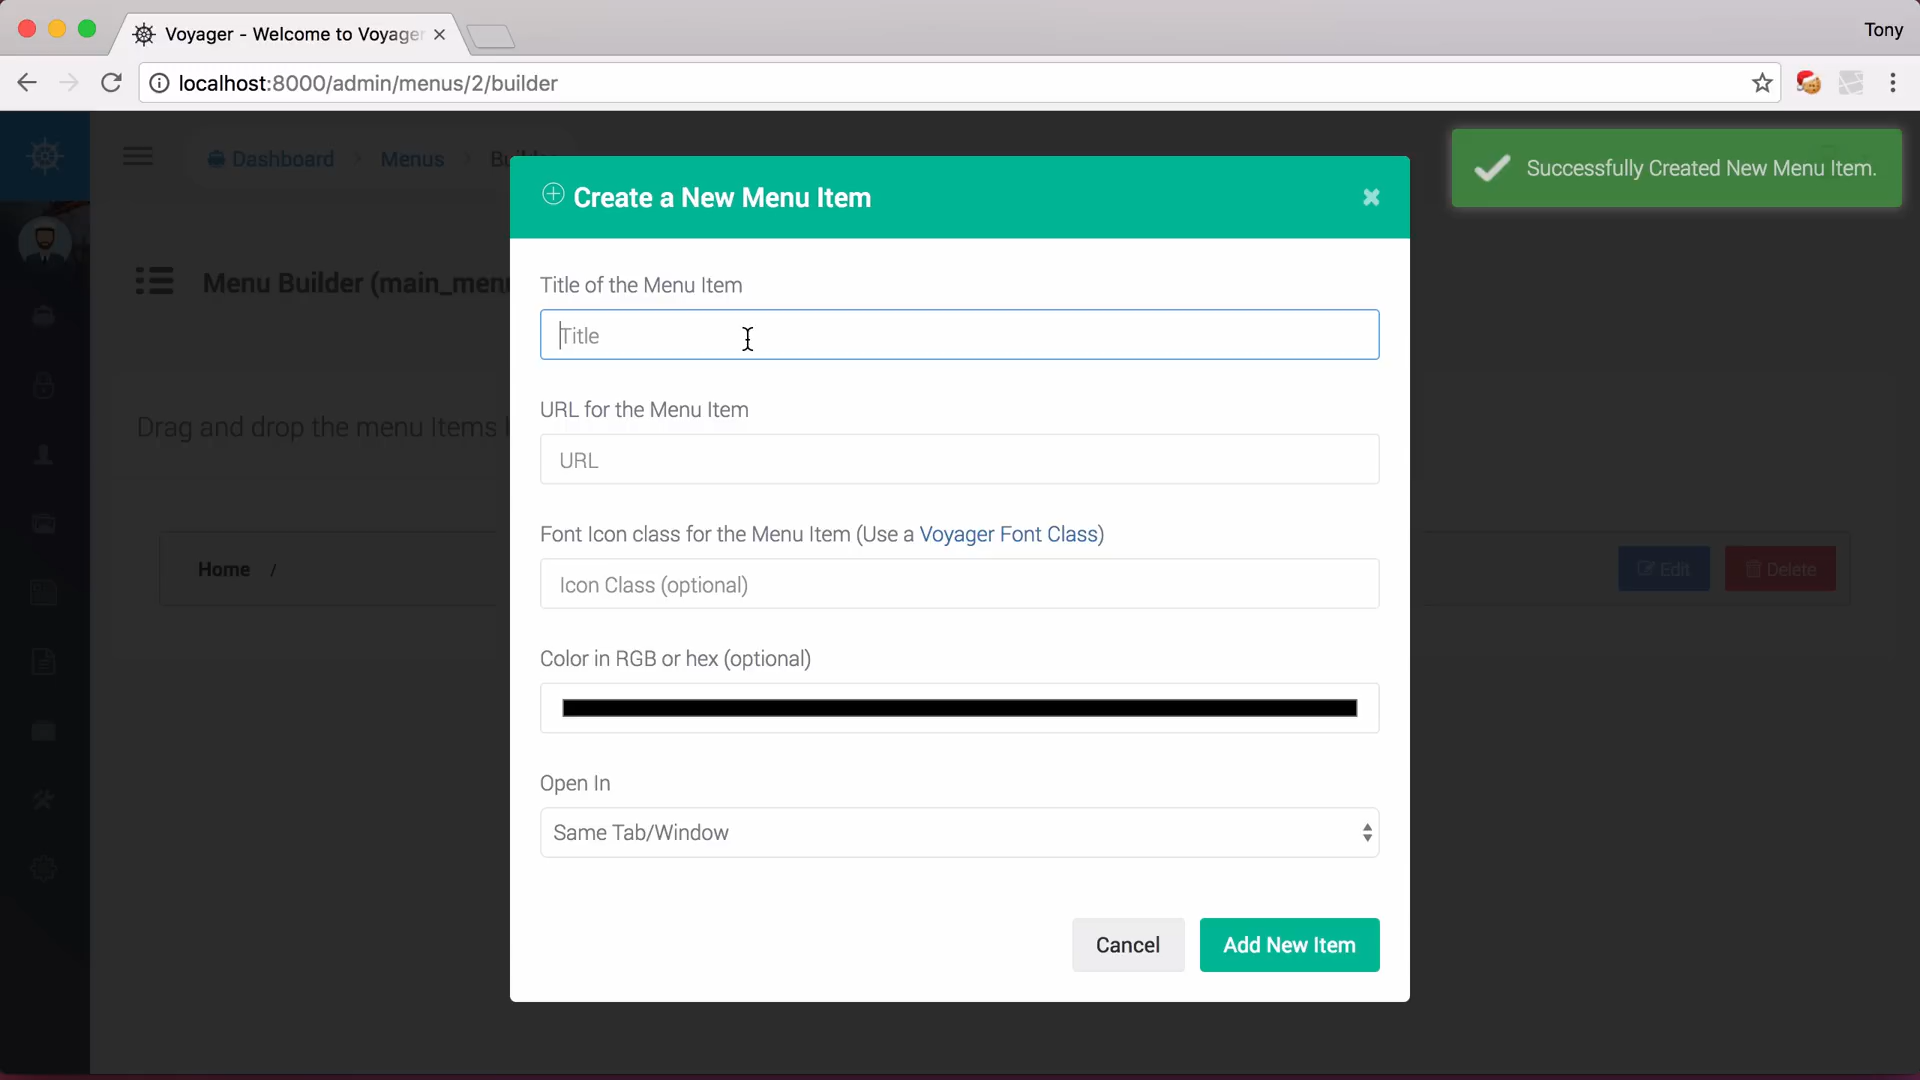 Voyager - Welcome to Voyager
Tony
localhost:8000/admin/menus/2/builder
Dashboard > Menus >
Successfully Created New Menu Item.
Create a New Menu Item
Menu Builder (main_men
Title of the Menu Item
Title
URL for the Menu Item
URL
Drag and drop the menu Items
Font Icon class for the Menu Item (Use a Voyager Font Class)
Icon Class (optional)
Home /
Edit
Delete
Color in RGB or hex (optional)
Open In
Same Tab/Window
Cancel
Add New Item